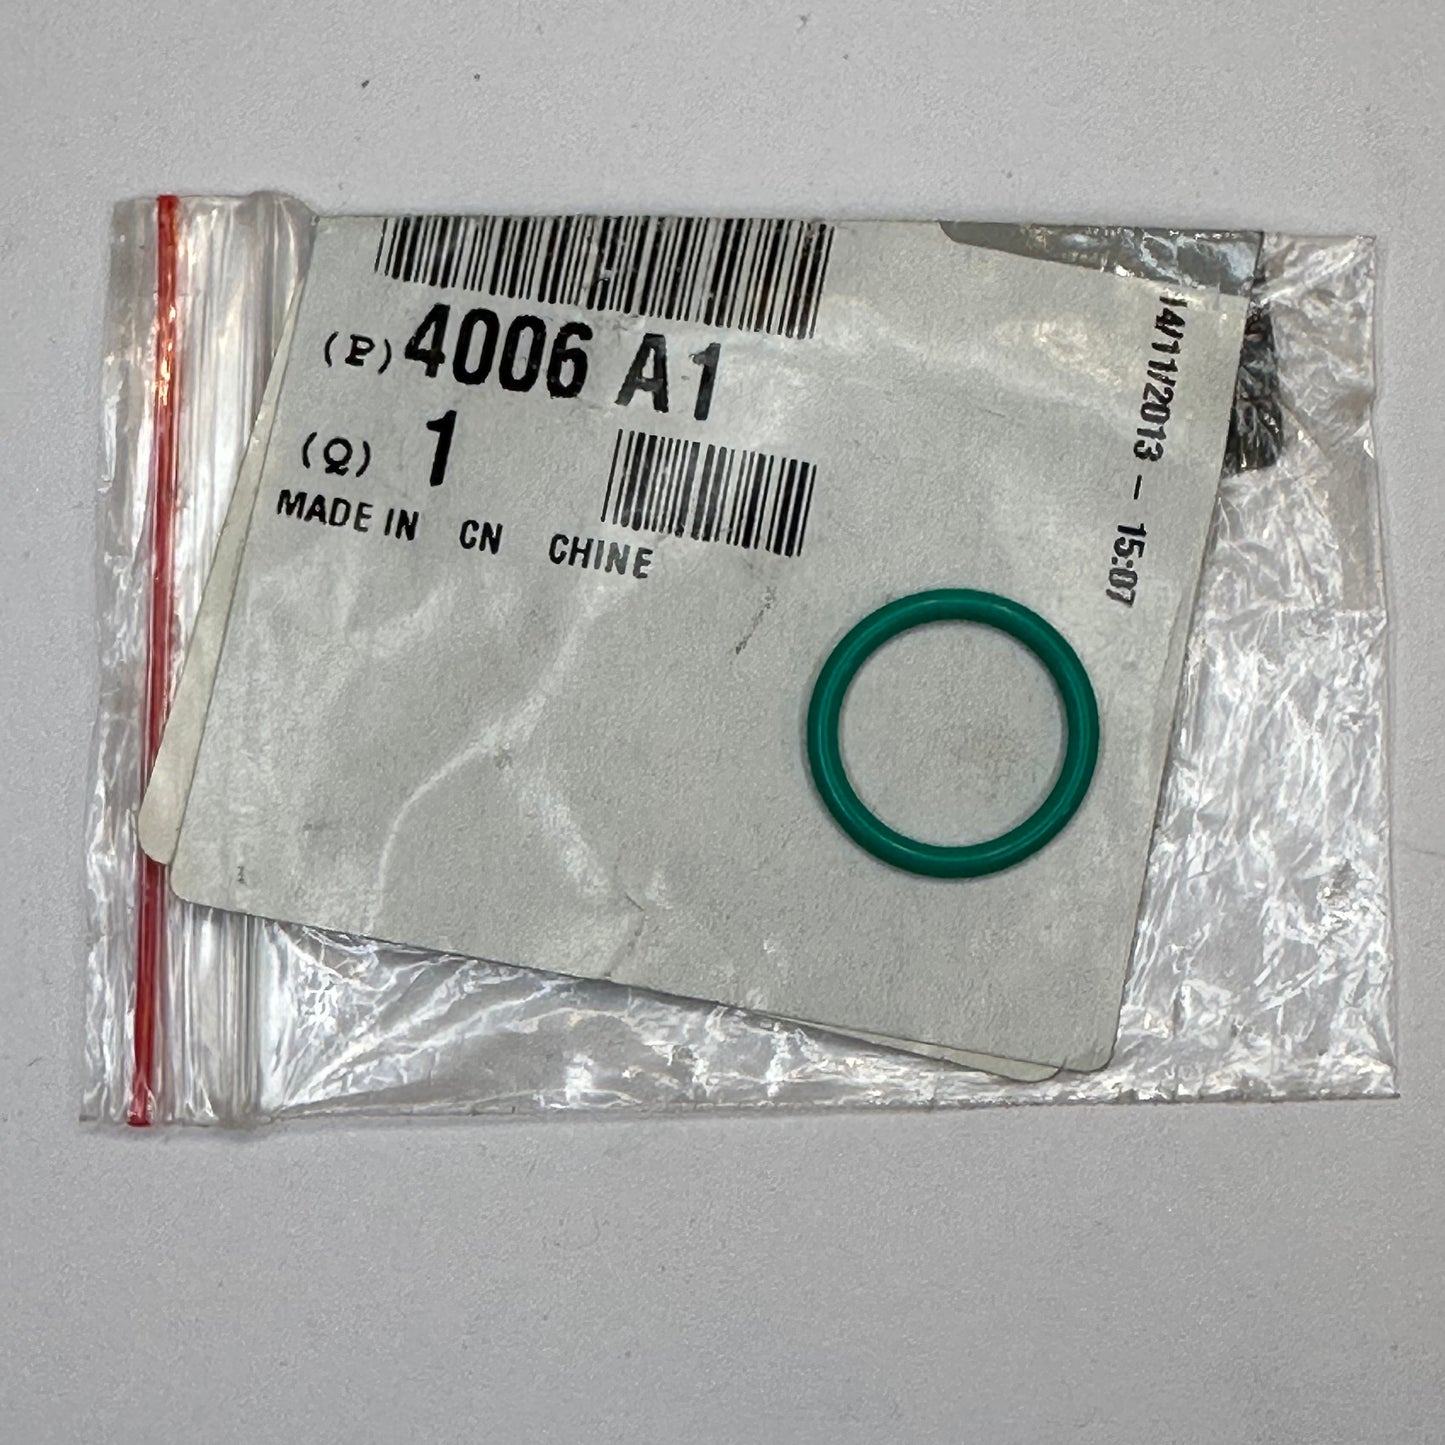 (P) 4006 A1
(Q) 1
MADE IN CN CHINE
14/11/2013 – 15:07